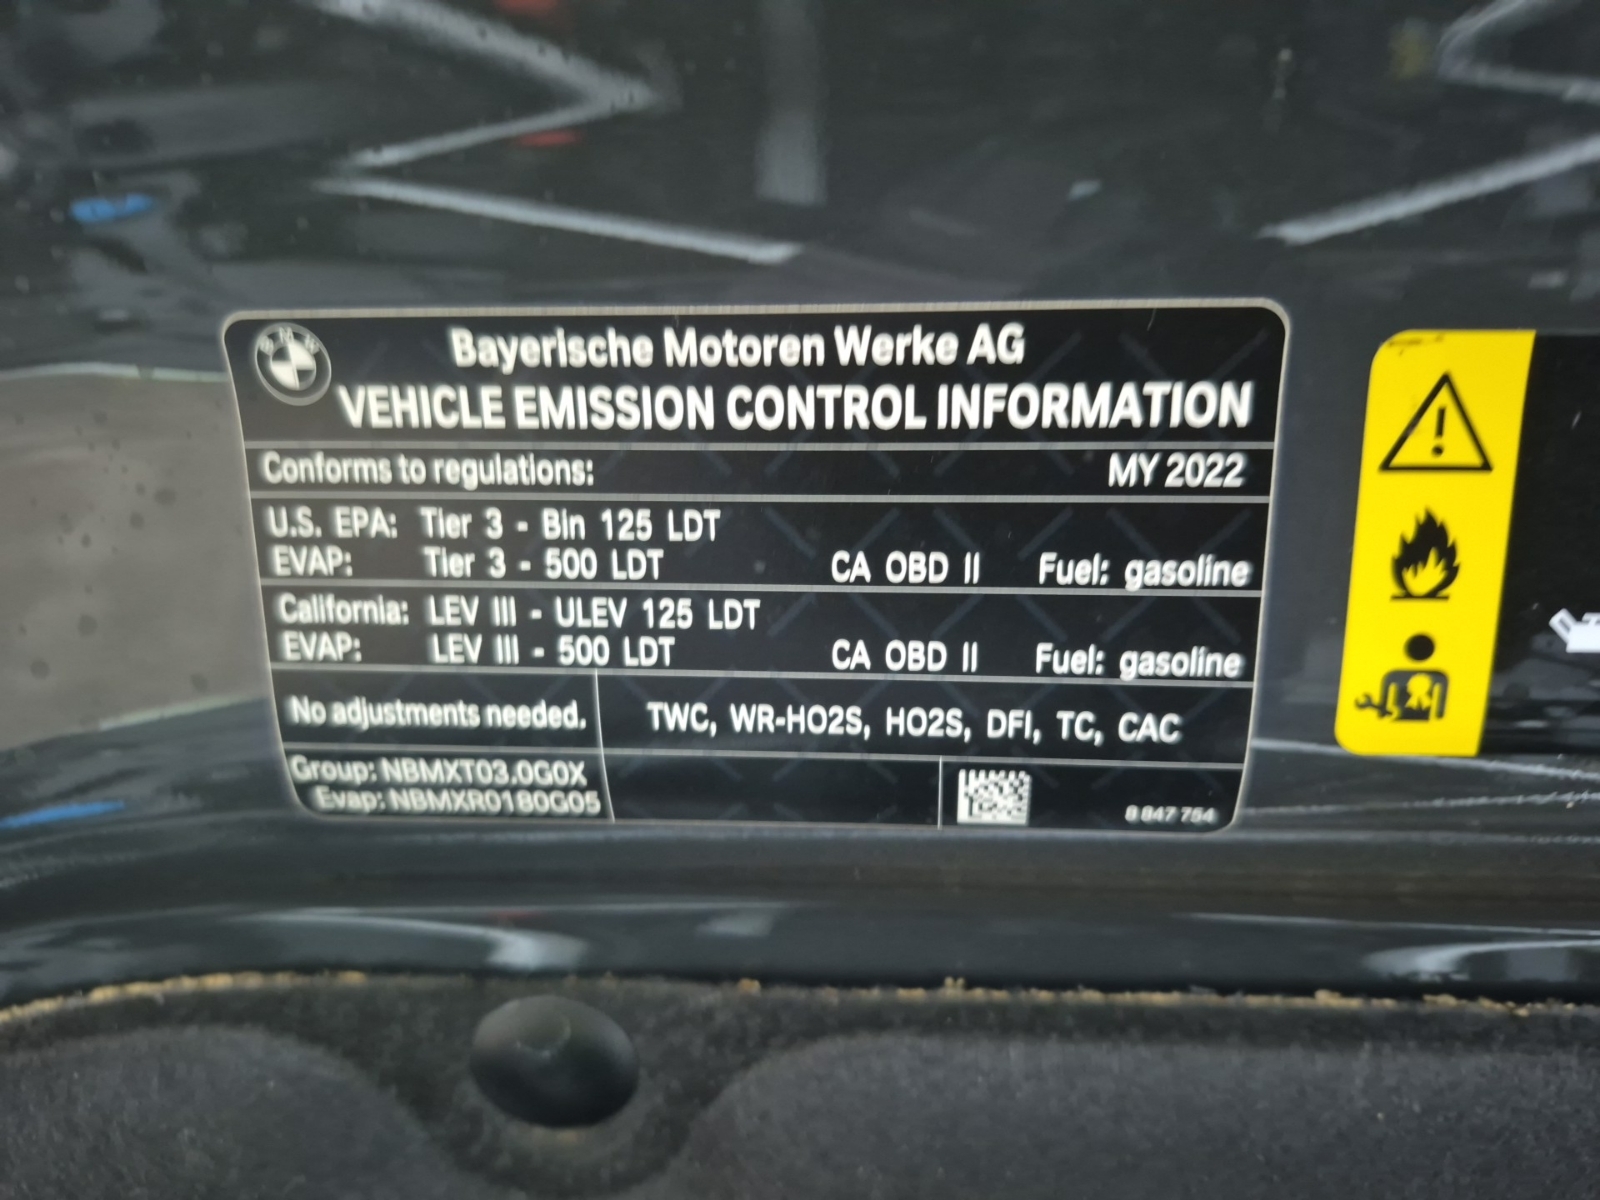 Bayerische Motoren Werke AG
VEHICLE EMISSION CONTROL INFORMATION
Conforms to regulations: MY 2022
U.S. EPA: Tier 3 - Bin 125 LDT
EVAP: Tier 3 - 500 LDT CA OBD II Fuel: gasoline
California: LEV III - ULEV 125 LDT
EVAP: LEV III - 500 LDT CA OBD II Fuel: gasoline
No adjustments needed. TWC, WR-HO2S, HO2S, DFI, TC, CAC
Group: NBMXT03.0G0X
Evap: NBMXR0180G05
8 847 754